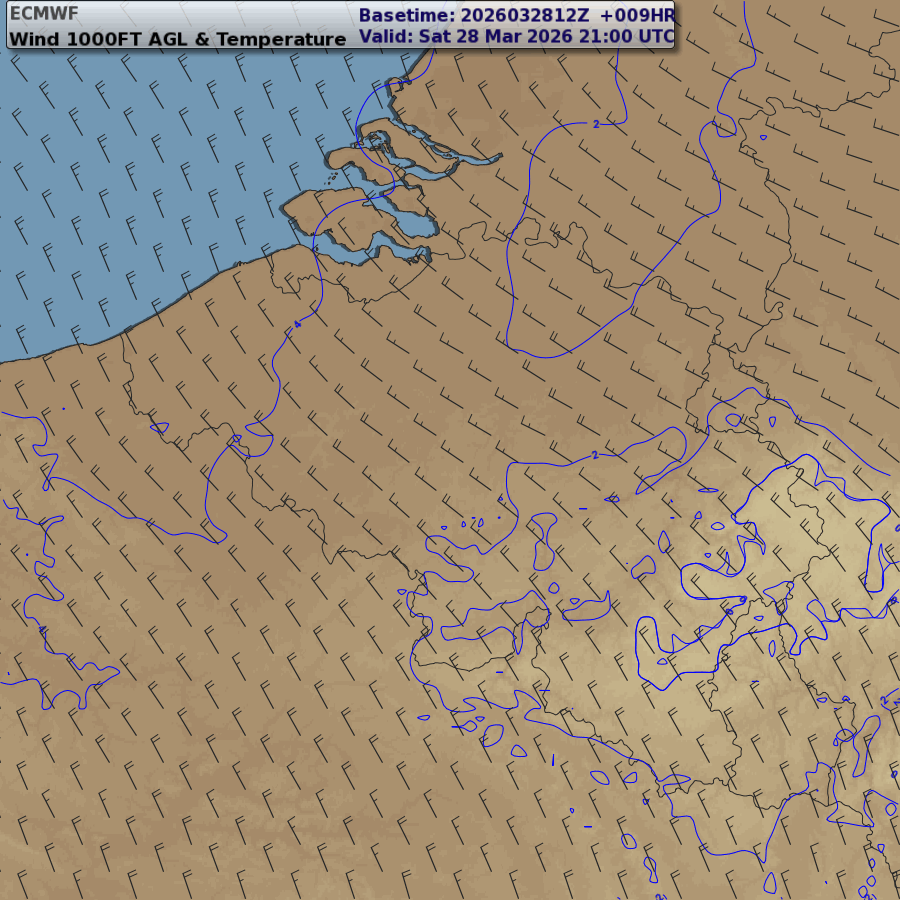 ECMWF
Basetime: 2026032812Z +009HR
Wind 1000FT AGL & Temperature
Valid: Sat 28 Mar 2026 21:00 UTC
2
4
2